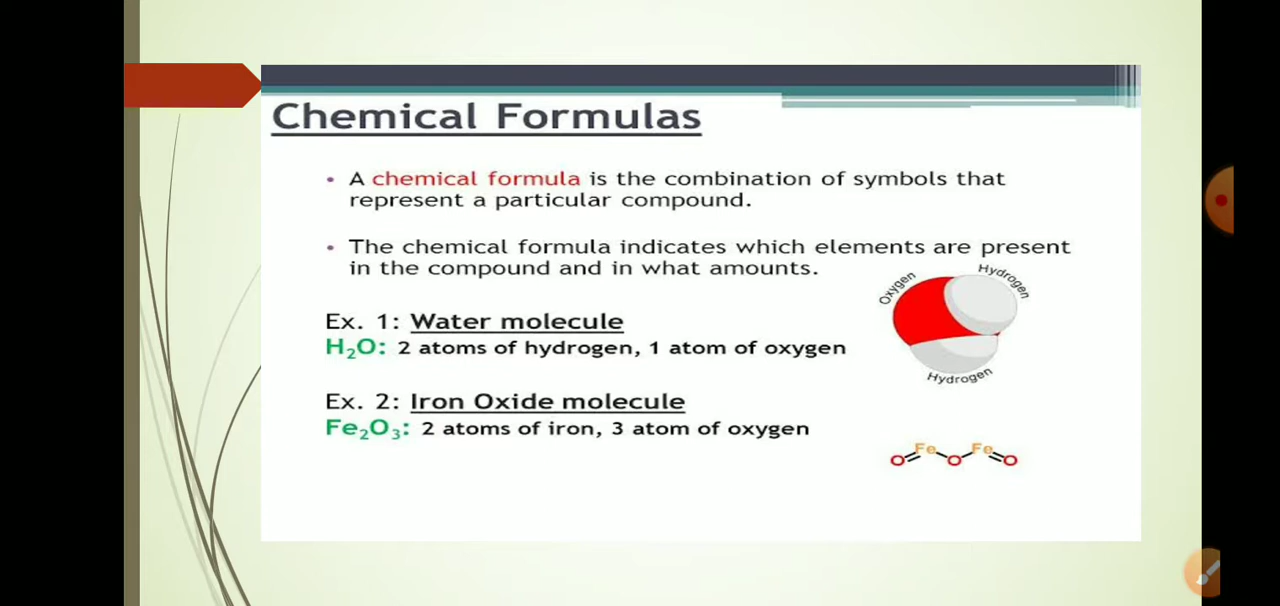 Chemical Formulas
• A chemical formula is the combination of symbols that
represent a particular compound.
• The chemical formula indicates which elements are present
in the compound and in what amounts.
Oxygen
Hydrogen
Ex. 1: Water molecule
H₂O: 2 atoms of hydrogen, 1 atom of oxygen
Hydrogen
Ex. 2: Iron Oxide molecule
Fe₂O₃: 2 atoms of iron, 3 atom of oxygen
O Fe O Fe O